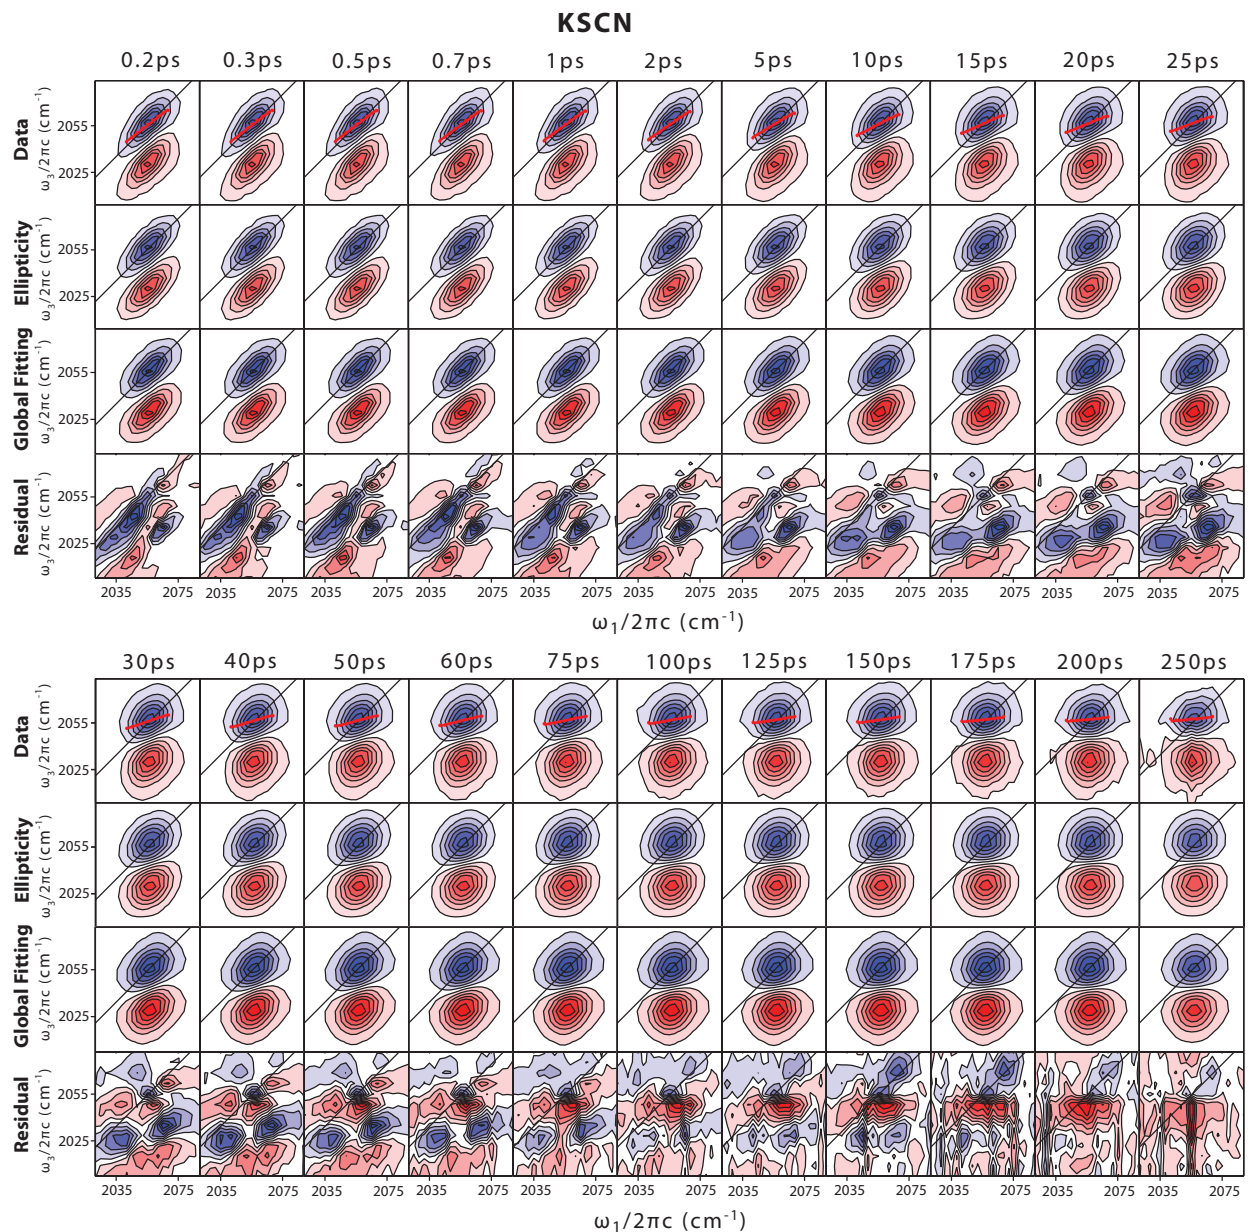 KSCN
0.2ps 0.3ps 0.5ps 0.7ps 1ps 2ps 5ps 10ps 15ps 20ps 25ps
Data
ω3/2πc (cm-1)
2055
2025
Ellipticity
ω3/2πc (cm-1)
2055
2025
Global Fitting
ω3/2πc (cm-1)
2055
2025
Residual
ω3/2πc (cm-1)
2055
2025
2035 2075 2035 2075 2035 2075 2035 2075 2035 2075 2035 2075 2035 2075 2035 2075 2035 2075 2035 2075 2035 2075
ω1/2πc (cm-1)
30ps 40ps 50ps 60ps 75ps 100ps 125ps 150ps 175ps 200ps 250ps
Data
ω3/2πc (cm-1)
2055
2025
Ellipticity
ω3/2πc (cm-1)
2055
2025
Global Fitting
ω3/2πc (cm-1)
2055
2025
Residual
ω3/2πc (cm-1)
2055
2025
2035 2075 2035 2075 2035 2075 2035 2075 2035 2075 2035 2075 2035 2075 2035 2075 2035 2075 2035 2075 2035 2075
ω1/2πc (cm-1)